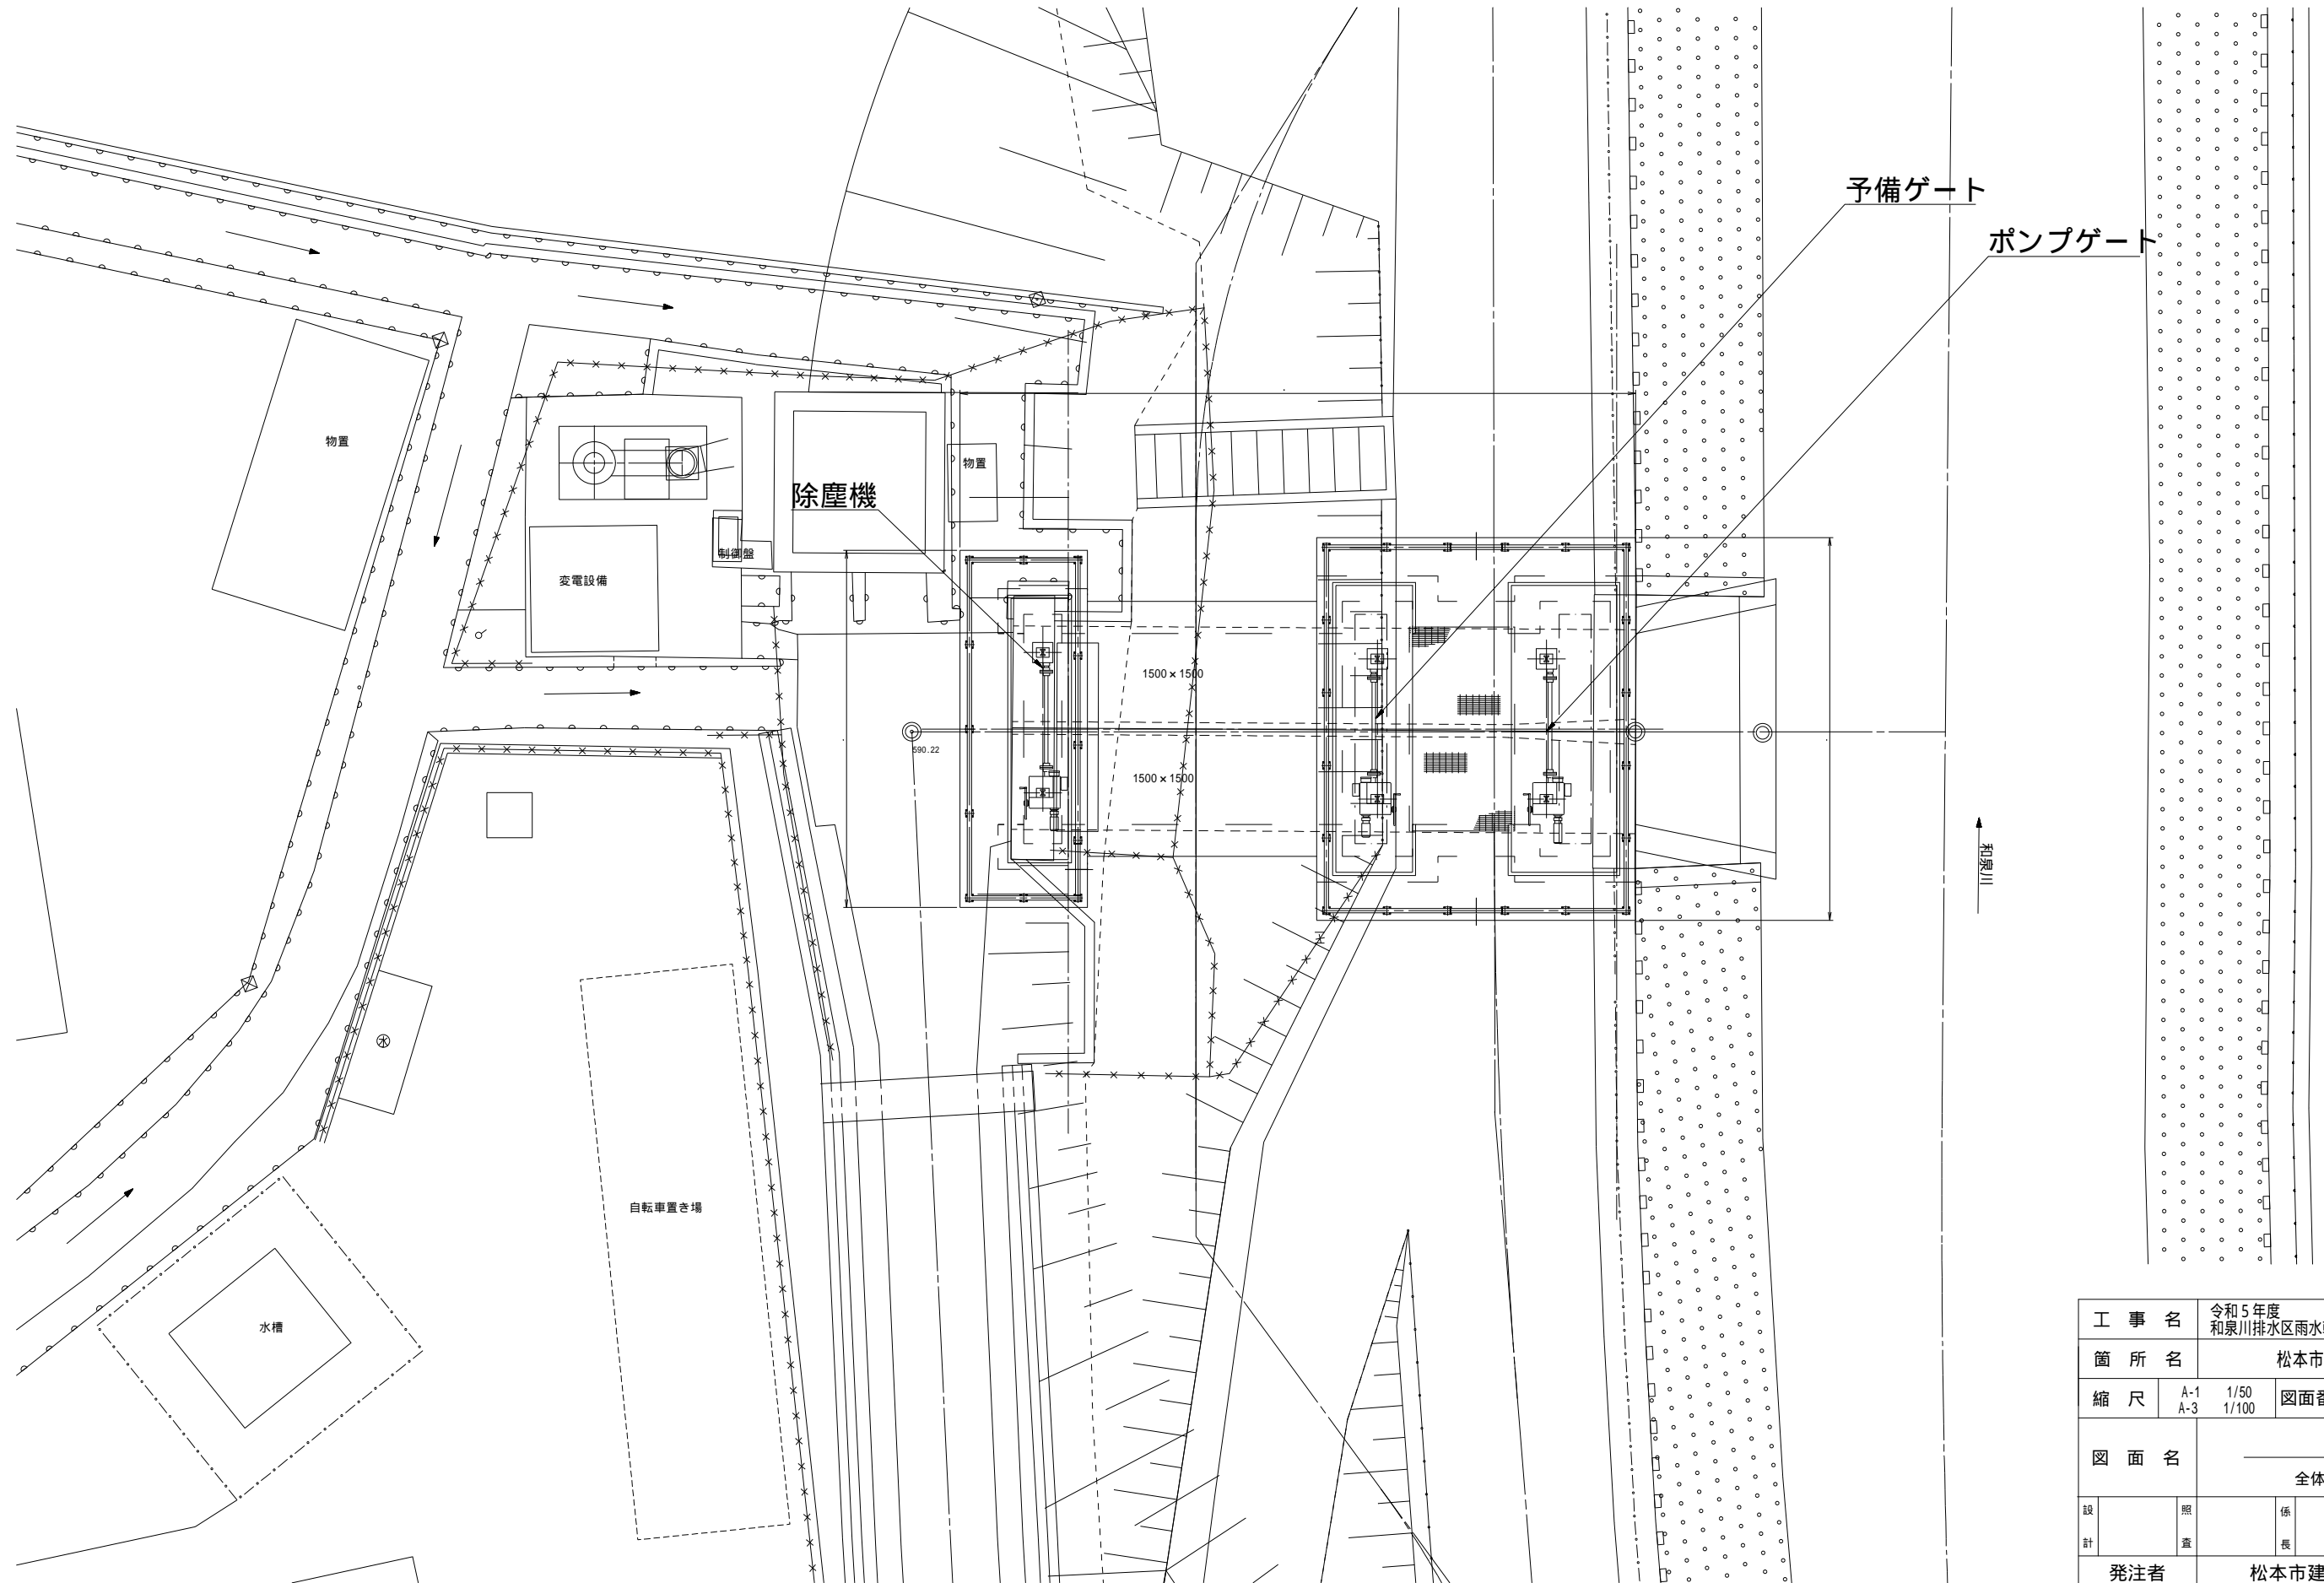 予備ゲート
ポンプゲート
物置
物置
除塵機
制御盤
変電設備
1500×1500
590.22
1500×1500
和泉川
水
自転車置き場
水槽
工 事 名
令和5年度
和泉川排水区雨水
箇 所 名
松本市
縮 尺
A-1 1/50
A-3 1/100
図面
図 面 名
全体
設計
照査
係長
発注者
松本市建